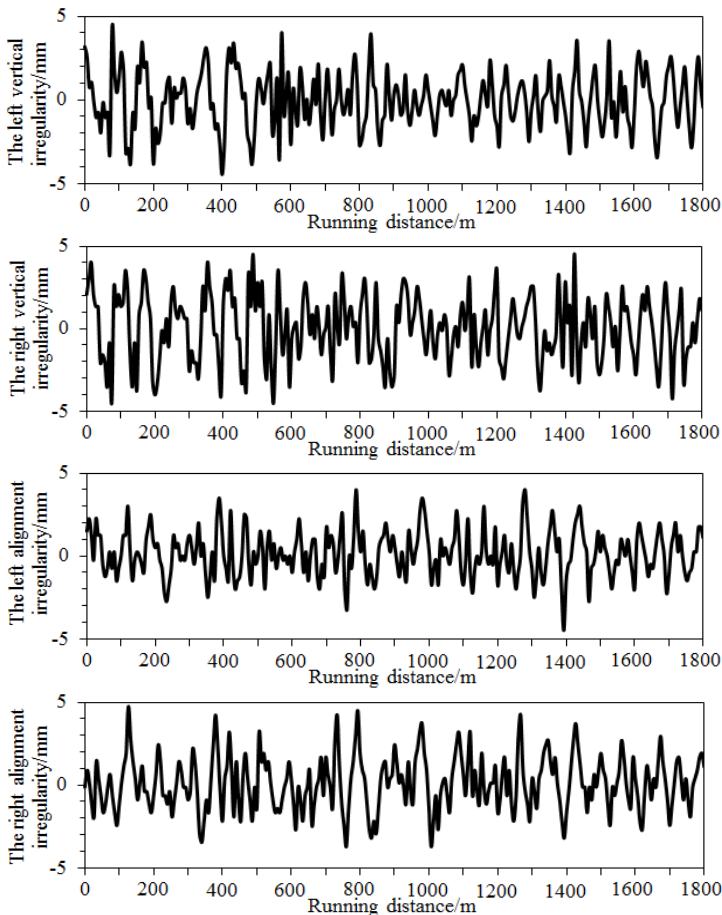 The left vertical
irregularity/mm
5
0
-5
0 200 400 600 800 1000 1200 1400 1600 1800
Running distance/m
The right vertical
irregularity/mm
5
0
-5
0 200 400 600 800 1000 1200 1400 1600 1800
Running distance/m
The left alignment
irregularity/mm
5
0
-5
0 200 400 600 800 1000 1200 1400 1600 1800
Running distance/m
The right alignment
irregularity/mm
5
0
-5
0 200 400 600 800 1000 1200 1400 1600 1800
Running distance/m